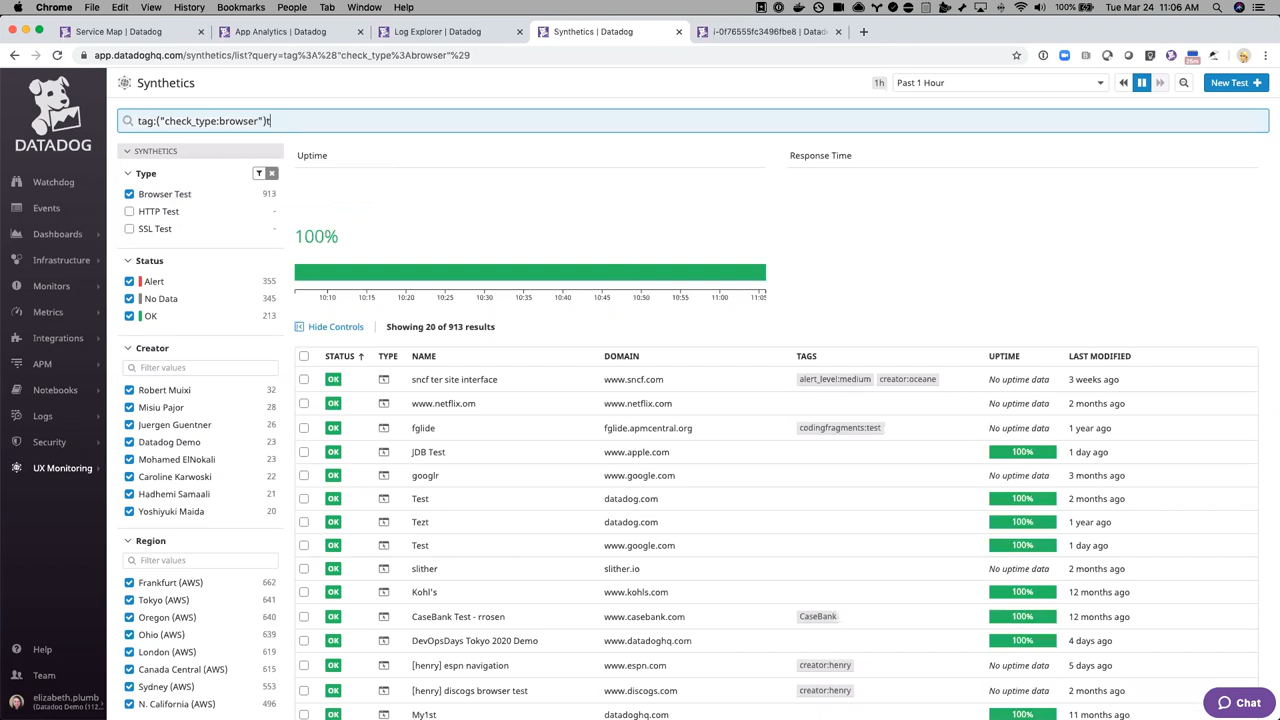 Chrome File Edit View History Bookmarks People Tab Window Help 100% Tue Mar 24 11:06 AM
Service Map | Datadog
App Analytics | Datadog
Log Explorer | Datadog
Synthetics | Datadog
i-0f76555fc3496fbe8 | Datad
app.datadoghq.com/synthetics/list?query=tag%3A%28"check_type%3Abrowser"%29
DATADOG
Watchdog
Events
Dashboards
Infrastructure
Monitors
Metrics
Integrations
APM
Notebooks
Logs
Security
UX Monitoring
Help
Team
elizabeth.plumb
(Datadog Demo (112...
Synthetics
1h Past 1 Hour
New Test +
tag:("check_type:browser")t
SYNTHETICS
Type
Browser Test 913
HTTP Test -
SSL Test -
Status
Alert 355
No Data 345
OK 213
Creator
Filter values
Robert Muixi 32
Misiu Pajor 28
Juergen Guentner 26
Datadog Demo 23
Mohamed ElNokali 23
Caroline Karwoski 22
Hadhemi Samaali 21
Yoshiyuki Maida 20
Region
Filter values
Frankfurt (AWS) 662
Tokyo (AWS) 641
Oregon (AWS) 640
Ohio (AWS) 639
London (AWS) 619
Canada Central (AWS) 615
Sydney (AWS) 553
N. California (AWS) 496
Uptime
Response Time
100%
10:10 10:15 10:20 10:25 10:30 10:35 10:40 10:45 10:50 10:55 11:00 11:05
Hide Controls Showing 20 of 913 results
STATUS TYPE NAME DOMAIN TAGS UPTIME LAST MODIFIED
OK sncf ter site interface www.sncf.com alert_level:medium creator:oceane No uptime data 3 weeks ago
OK www.netflix.om www.netflix.com No uptime data 2 months ago
OK fglide fglide.apmcentral.org codingfragments:test No uptime data 1 year ago
OK JDB Test www.apple.com 100% 1 day ago
OK googlr www.google.com No uptime data 3 months ago
OK Test datadog.com 100% 2 months ago
OK Tezt datadog.com 100% 1 year ago
OK Test www.google.com 100% 1 day ago
OK slither slither.io No uptime data 2 months ago
OK Kohl's www.kohls.com 100% 12 months ago
OK CaseBank Test - rrosen www.casebank.com CaseBank 100% 12 months ago
OK DevOpsDays Tokyo 2020 Demo www.datadoghq.com 100% 4 days ago
OK [henry] espn navigation www.espn.com creator:henry No uptime data 5 days ago
OK [henry] discogs browser test www.discogs.com creator:henry No uptime data 2 months ago
OK My1st datadoghq.com 100% 11 months ago
Chat